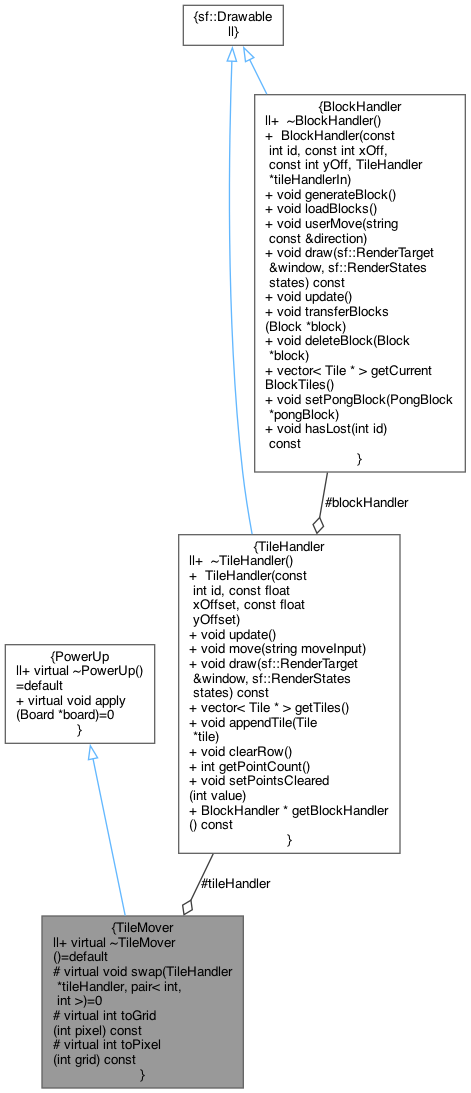 {sf::Drawable
||}
{BlockHandler
||+  ~BlockHandler()
+  BlockHandler(const
int id, const int xOff,
const int yOff, TileHandler
*tileHandlerIn)
+ void generateBlock()
+ void loadBlocks()
+ void userMove(string
const &direction)
+ void draw(sf::RenderTarget
&window, sf::RenderStates
states) const
+ void update()
+ void transferBlocks
(Block *block)
+ void deleteBlock(Block
*block)
+ vector< Tile * > getCurrent
BlockTiles()
+ void setPongBlock(PongBlock
*pongBlock)
+ void hasLost(int id)
const
}
#blockHandler
{TileHandler
||+  ~TileHandler()
+  TileHandler(const
int id, const float
xOffset, const float
yOffset)
+ void update()
+ void move(string moveInput)
+ void draw(sf::RenderTarget
&window, sf::RenderStates
states) const
+ vector< Tile * > getTiles()
+ void appendTile(Tile
*tile)
+ void clearRow()
+ int getPointCount()
+ void setPointsCleared
(int value)
+ BlockHandler * getBlockHandler
() const
}
{PowerUp
||+ virtual ~PowerUp()
=default
+ virtual void apply
(Board *board)=0
}
#tileHandler
{TileMover
||+ virtual ~TileMover
()=default
# virtual void swap(TileHandler
*tileHandler, pair< int,
int >)=0
# virtual int toGrid
(int pixel) const
# virtual int toPixel
(int grid) const
}